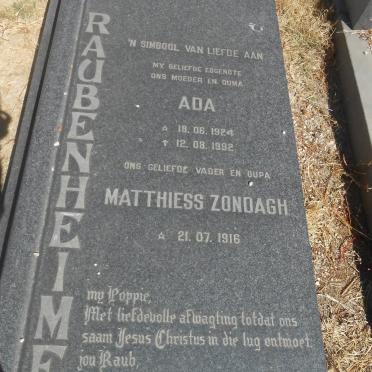 RAUBENHEIME
'N SIMBOOL VAN LIEFDE AAN
MY GELIEFDE EGGENOTE
ONS MOEDER EN OUMA
ADA
☆ 18.06.1924
✝ 12.08.1992
ONS GELIEFDE VADER EN OUPA
MATTHIESS ZONDAGH
☆ 21.07.1916
my Poppie,
Met liefdevolle afwagting totdat ons
saam Jesus Christus in die lug ontmoet.
jou Raub,